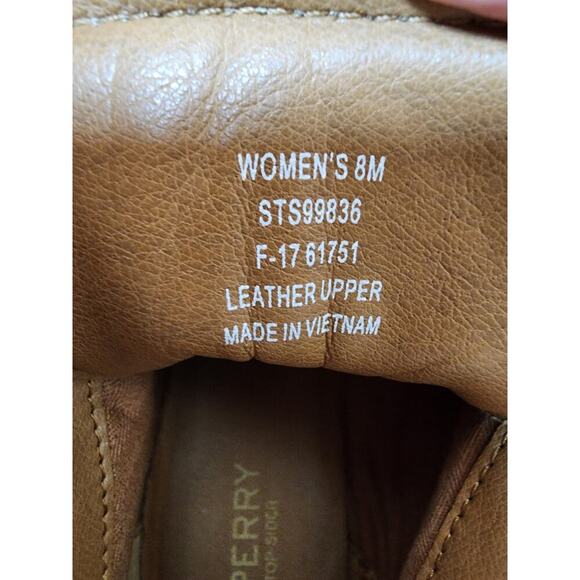 WOMEN'S 8M
STS99836
F-17 61751
LEATHER UPPER
MADE IN VIETNAM
PERRY
TOP-SIDER